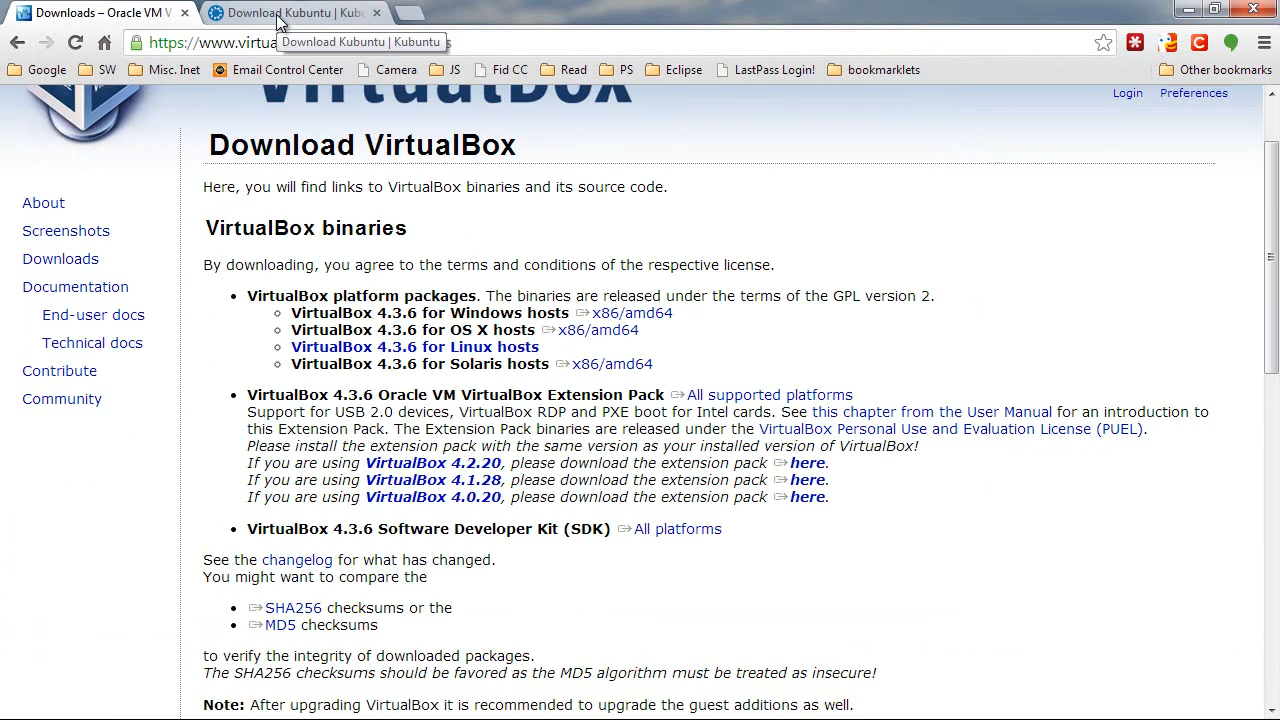 Downloads – Oracle VM V
Download Kubuntu | Kub
https://www.virtua
Download Kubuntu | Kubuntu
s
Google
SW
Misc. Inet
Email Control Center
Camera
JS
Fid CC
Read
PS
Eclipse
LastPass Login!
bookmarklets
Other bookmarks
VirtualBox
Login
Preferences
Download VirtualBox
Here, you will find links to VirtualBox binaries and its source code.
About
Screenshots
Downloads
Documentation
End-user docs
Technical docs
Contribute
Community
VirtualBox binaries
By downloading, you agree to the terms and conditions of the respective license.
• VirtualBox platform packages. The binaries are released under the terms of the GPL version 2.
VirtualBox 4.3.6 for Windows hosts x86/amd64
VirtualBox 4.3.6 for OS X hosts x86/amd64
VirtualBox 4.3.6 for Linux hosts
VirtualBox 4.3.6 for Solaris hosts x86/amd64
• VirtualBox 4.3.6 Oracle VM VirtualBox Extension Pack All supported platforms
Support for USB 2.0 devices, VirtualBox RDP and PXE boot for Intel cards. See this chapter from the User Manual for an introduction to
this Extension Pack. The Extension Pack binaries are released under the VirtualBox Personal Use and Evaluation License (PUEL).
Please install the extension pack with the same version as your installed version of VirtualBox!
If you are using VirtualBox 4.2.20, please download the extension pack here.
If you are using VirtualBox 4.1.28, please download the extension pack here.
If you are using VirtualBox 4.0.20, please download the extension pack here.
• VirtualBox 4.3.6 Software Developer Kit (SDK) All platforms
See the changelog for what has changed.
You might want to compare the
• SHA256 checksums or the
• MD5 checksums
to verify the integrity of downloaded packages.
The SHA256 checksums should be favored as the MD5 algorithm must be treated as insecure!
Note: After upgrading VirtualBox it is recommended to upgrade the guest additions as well.